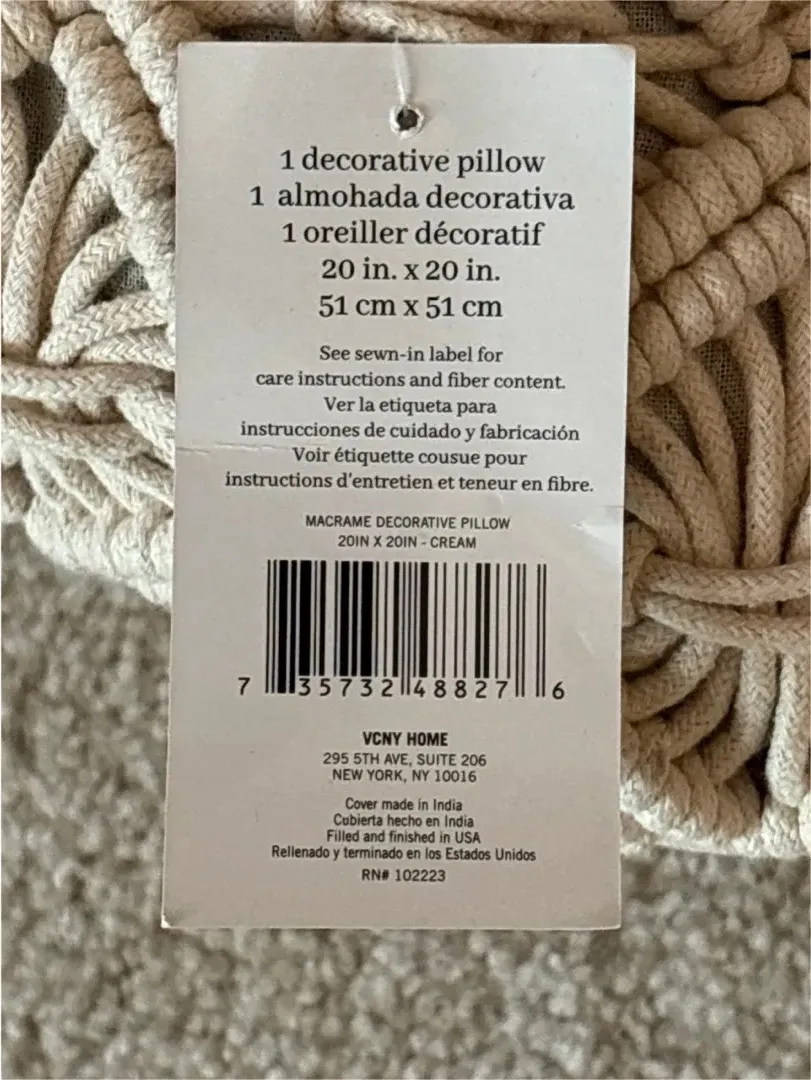 1 decorative pillow
1 almohada decorativa
1 oreiller décoratif
20 in. x 20 in.
51 cm x 51 cm
See sewn-in label for
care instructions and fiber content.
Ver la etiqueta para
instrucciones de cuidado y fabricación
Voir étiquette cousue pour
instructions d'entretien et teneur en fibre.
MACRAME DECORATIVE PILLOW
20IN X 20IN - CREAM
7 35732 48827 6
VCNY HOME
295 5TH AVE, SUITE 206
NEW YORK, NY 10016
Cover made in India
Cubierta hecho en India
Filled and finished in USA
Rellenado y terminado en los Estados Unidos
RN# 102223